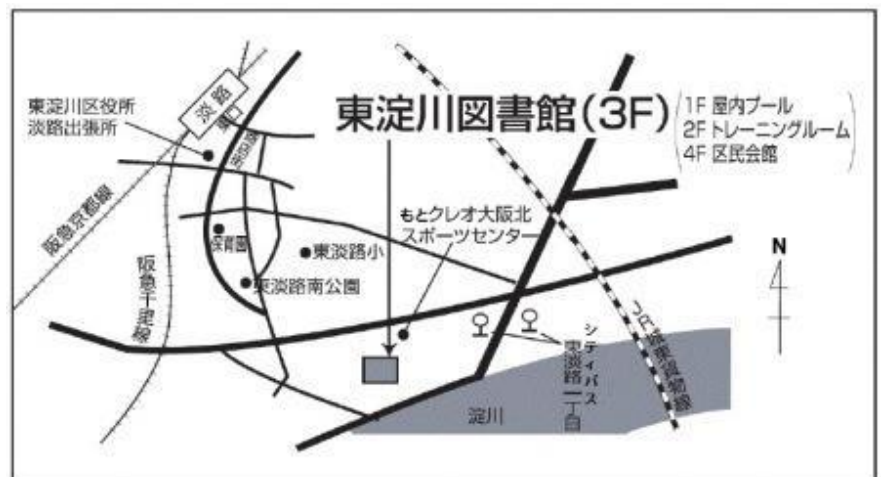 東淀川図書館(3F)
1F 屋内プール
2F トレーニングルーム
4F 区民会館
淡路
東口
東淀川区役所
淡路出張所
阪急京都線
阪急千里線
保育園
東淡路小
東淡路南公園
もとクレオ大阪北
スポーツセンター
シティバス
東淡路一丁目
淀川
JR城東貨物線
N